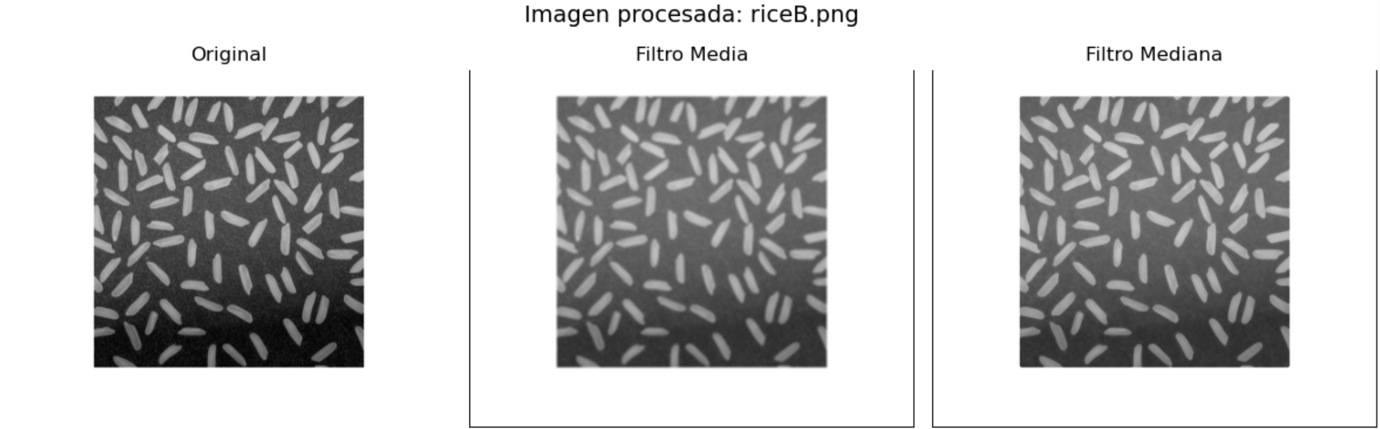 Imagen procesada: riceB.png
Original
Filtro Media
Filtro Mediana